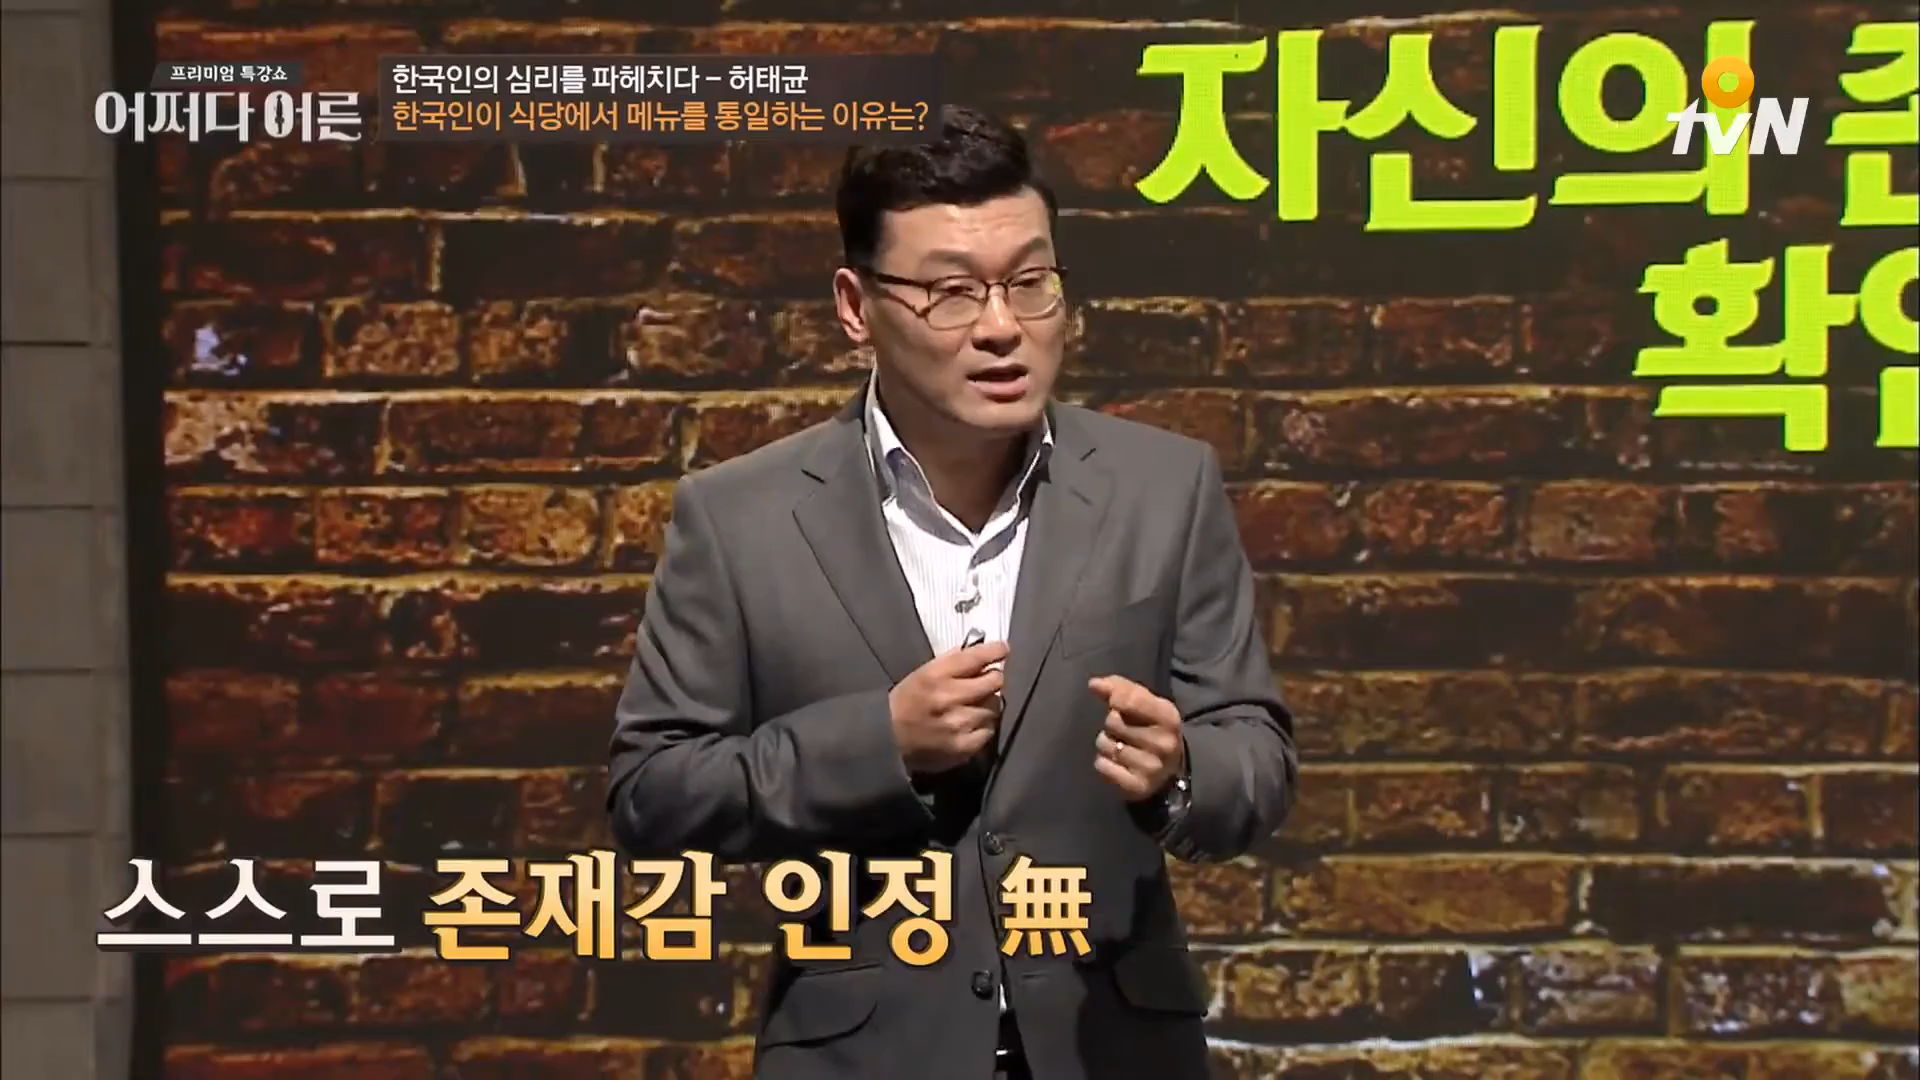 프리미엄 특강쇼
어쩌다 어른
한국인의 심리를 파헤치다 – 허태균
한국인이 식당에서 메뉴를 통일하는 이유는?
tvN
자신의
스스로 존재감 인정 無